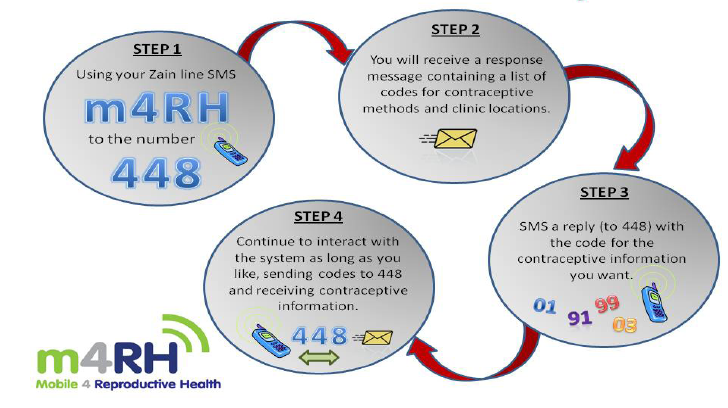 STEP 1
Using your Zain line SMS
m4RH
to the number
448
STEP 2
You will receive a response
message containing a list of
codes for contraceptive
methods and clinic locations.
STEP 3
SMS a reply (to 448) with
the code for the
contraceptive information
you want.
01
91
99
03
STEP 4
Continue to interact with
the system as long as you
like, sending codes to 448
and receiving contraceptive
information.
448
m4RH
Mobile 4 Reproductive Health